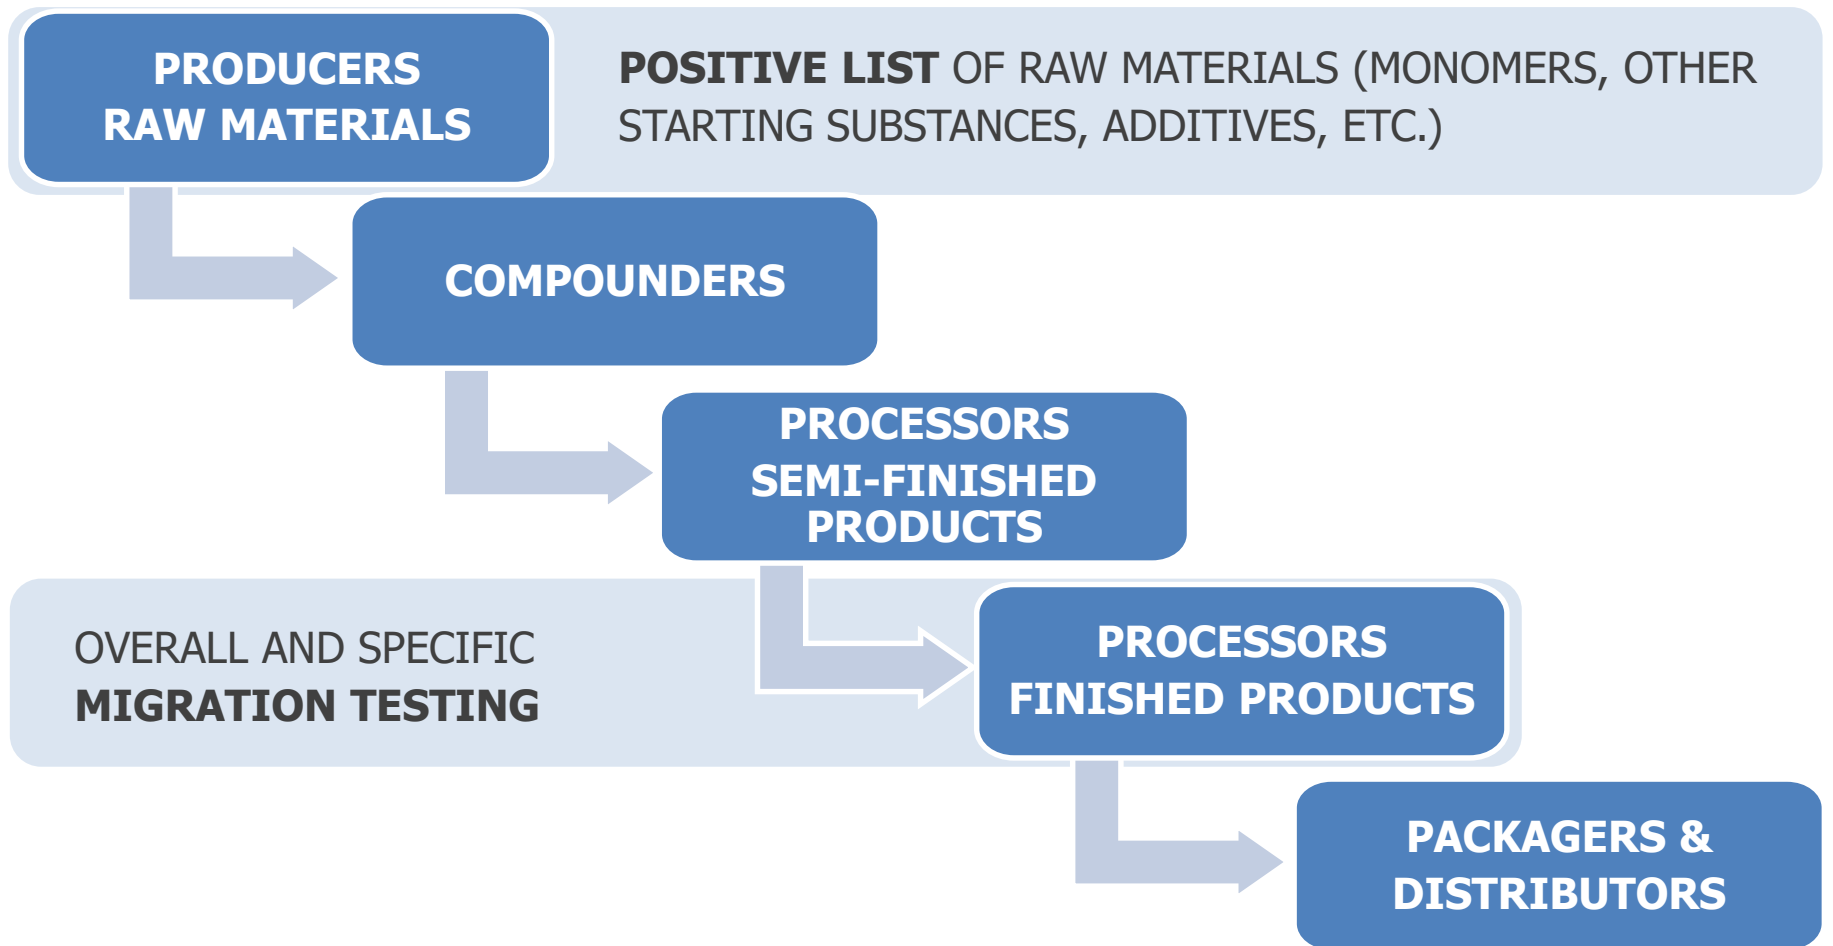 PRODUCERS
RAW MATERIALS
POSITIVE LIST OF RAW MATERIALS (MONOMERS, OTHER
STARTING SUBSTANCES, ADDITIVES, ETC.)
COMPOUNDERS
PROCESSORS
SEMI-FINISHED
PRODUCTS
OVERALL AND SPECIFIC
MIGRATION TESTING
PROCESSORS
FINISHED PRODUCTS
PACKAGERS &
DISTRIBUTORS